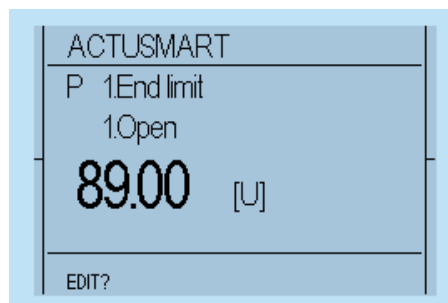 ACTUSMART
P 1.End limit
1.Open
89.00 [U]
EDIT?